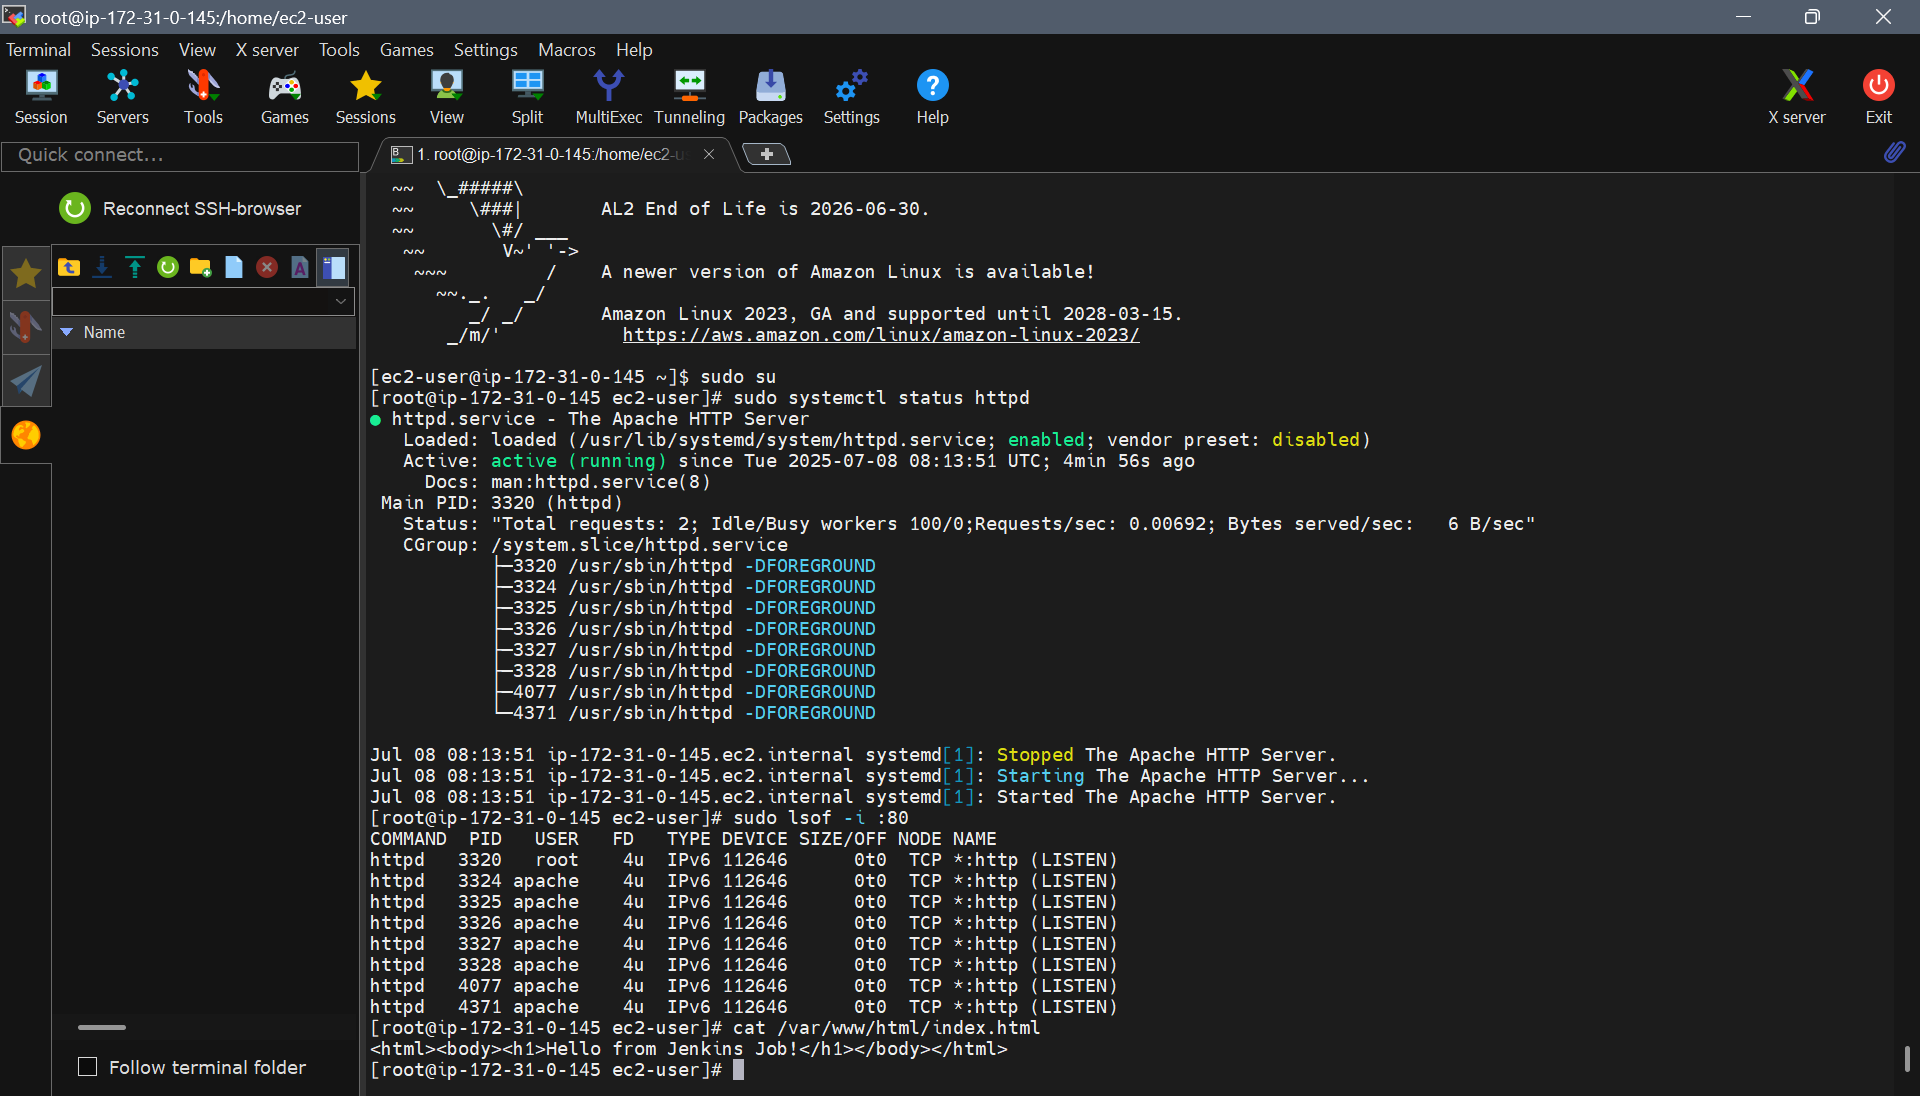 root@ip-172-31-0-145:/home/ec2-user
Terminal Sessions View X server Tools Games Settings Macros Help
Session Servers Tools Games Sessions View Split MultiExec Tunneling Packages Settings Help X server Exit
Quick connect...
1. root@ip-172-31-0-145:/home/ec2-u
Reconnect SSH-browser
Name
Follow terminal folder
~~  \_#####\
~~     \###|       AL2 End of Life is 2026-06-30.
~~       \#/ ___
~~       V~' '->
~~~         /    A newer version of Amazon Linux is available!
~~._.   _/
_/ _/       Amazon Linux 2023, GA and supported until 2028-03-15.
_/m/'           https://aws.amazon.com/linux/amazon-linux-2023/
[ec2-user@ip-172-31-0-145 ~]$ sudo su
[root@ip-172-31-0-145 ec2-user]# sudo systemctl status httpd
● httpd.service - The Apache HTTP Server
Loaded: loaded (/usr/lib/systemd/system/httpd.service; enabled; vendor preset: disabled)
Active: active (running) since Tue 2025-07-08 08:13:51 UTC; 4min 56s ago
Docs: man:httpd.service(8)
Main PID: 3320 (httpd)
Status: "Total requests: 2; Idle/Busy workers 100/0;Requests/sec: 0.00692; Bytes served/sec:   6 B/sec"
CGroup: /system.slice/httpd.service
├─3320 /usr/sbin/httpd -DFOREGROUND
├─3324 /usr/sbin/httpd -DFOREGROUND
├─3325 /usr/sbin/httpd -DFOREGROUND
├─3326 /usr/sbin/httpd -DFOREGROUND
├─3327 /usr/sbin/httpd -DFOREGROUND
├─3328 /usr/sbin/httpd -DFOREGROUND
├─4077 /usr/sbin/httpd -DFOREGROUND
└─4371 /usr/sbin/httpd -DFOREGROUND
Jul 08 08:13:51 ip-172-31-0-145.ec2.internal systemd[1]: Stopped The Apache HTTP Server.
Jul 08 08:13:51 ip-172-31-0-145.ec2.internal systemd[1]: Starting The Apache HTTP Server...
Jul 08 08:13:51 ip-172-31-0-145.ec2.internal systemd[1]: Started The Apache HTTP Server.
[root@ip-172-31-0-145 ec2-user]# sudo lsof -i :80
COMMAND  PID   USER   FD   TYPE DEVICE SIZE/OFF NODE NAME
httpd   3320   root    4u  IPv6 112646      0t0  TCP *:http (LISTEN)
httpd   3324 apache    4u  IPv6 112646      0t0  TCP *:http (LISTEN)
httpd   3325 apache    4u  IPv6 112646      0t0  TCP *:http (LISTEN)
httpd   3326 apache    4u  IPv6 112646      0t0  TCP *:http (LISTEN)
httpd   3327 apache    4u  IPv6 112646      0t0  TCP *:http (LISTEN)
httpd   3328 apache    4u  IPv6 112646      0t0  TCP *:http (LISTEN)
httpd   4077 apache    4u  IPv6 112646      0t0  TCP *:http (LISTEN)
httpd   4371 apache    4u  IPv6 112646      0t0  TCP *:http (LISTEN)
[root@ip-172-31-0-145 ec2-user]# cat /var/www/html/index.html
<html><body><h1>Hello from Jenkins Job!</h1></body></html>
[root@ip-172-31-0-145 ec2-user]#